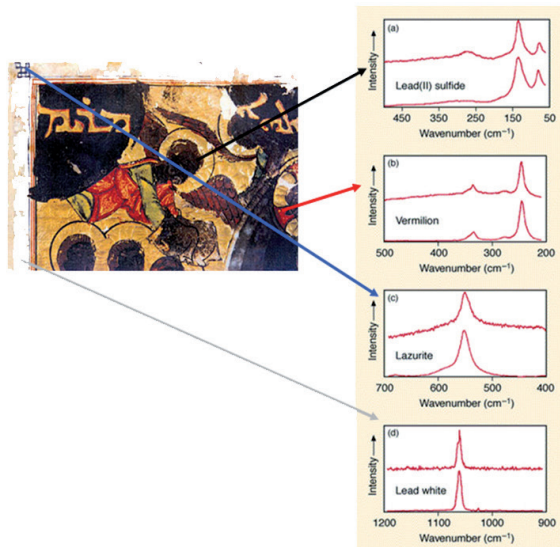 (a)
Intensity
Lead(II) sulfide
450 350 250 150 50
Wavenumber (cm⁻¹)
(b)
Intensity
Vermilion
500 400 300 200
Wavenumber (cm⁻¹)
(c)
Intensity
Lazurite
700 600 500 400
Wavenumber (cm⁻¹)
(d)
Intensity
Lead white
1200 1100 1000 900
Wavenumber (cm⁻¹)